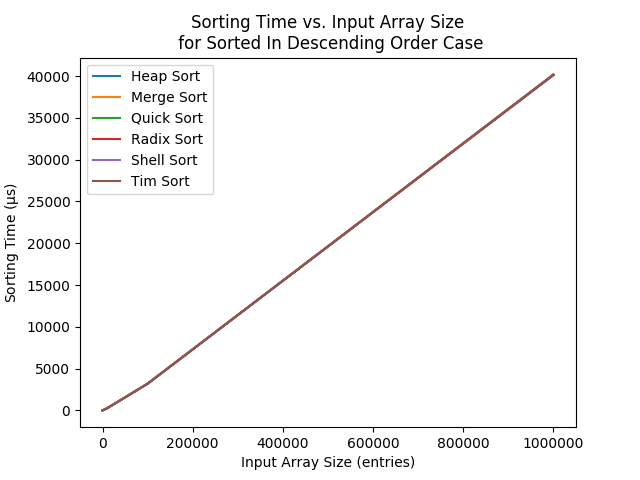 Sorting Time vs. Input Array Size
for Sorted In Descending Order Case
40000
35000
30000
25000
20000
15000
10000
5000
0
Sorting Time (µs)
Heap Sort
Merge Sort
Quick Sort
Radix Sort
Shell Sort
Tim Sort
0 200000 400000 600000 800000 1000000
Input Array Size (entries)